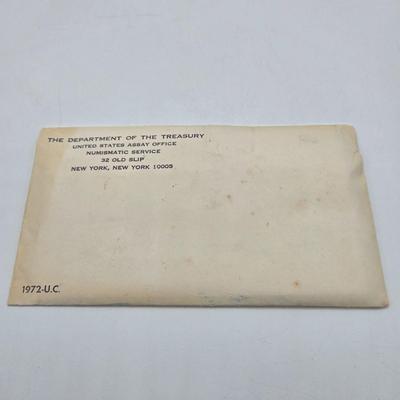 THE DEPARTMENT OF THE TREASURY
UNITED STATES ASSAY OFFICE
NUMISMATIC SERVICE
32 OLD SLIP
NEW YORK, NEW YORK 10005
1972-U.C.